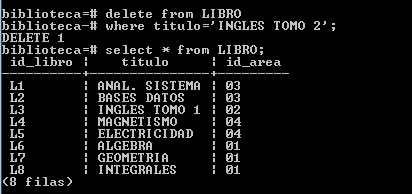 biblioteca=# delete from LIBRO
biblioteca-# where titulo='INGLES TOMO 2';
DELETE 1
biblioteca=# select * from LIBRO;
id_libro | titulo | id_area
----------+---------------+---------
L1 | ANAL. SISTEMA | 03
L2 | BASES DATOS | 03
L3 | INGLES TOMO 1 | 02
L4 | MAGNETISMO | 04
L5 | ELECTRICIDAD | 04
L6 | ALGEBRA | 01
L7 | GEOMETRIA | 01
L8 | INTEGRALES | 01
(8 filas)